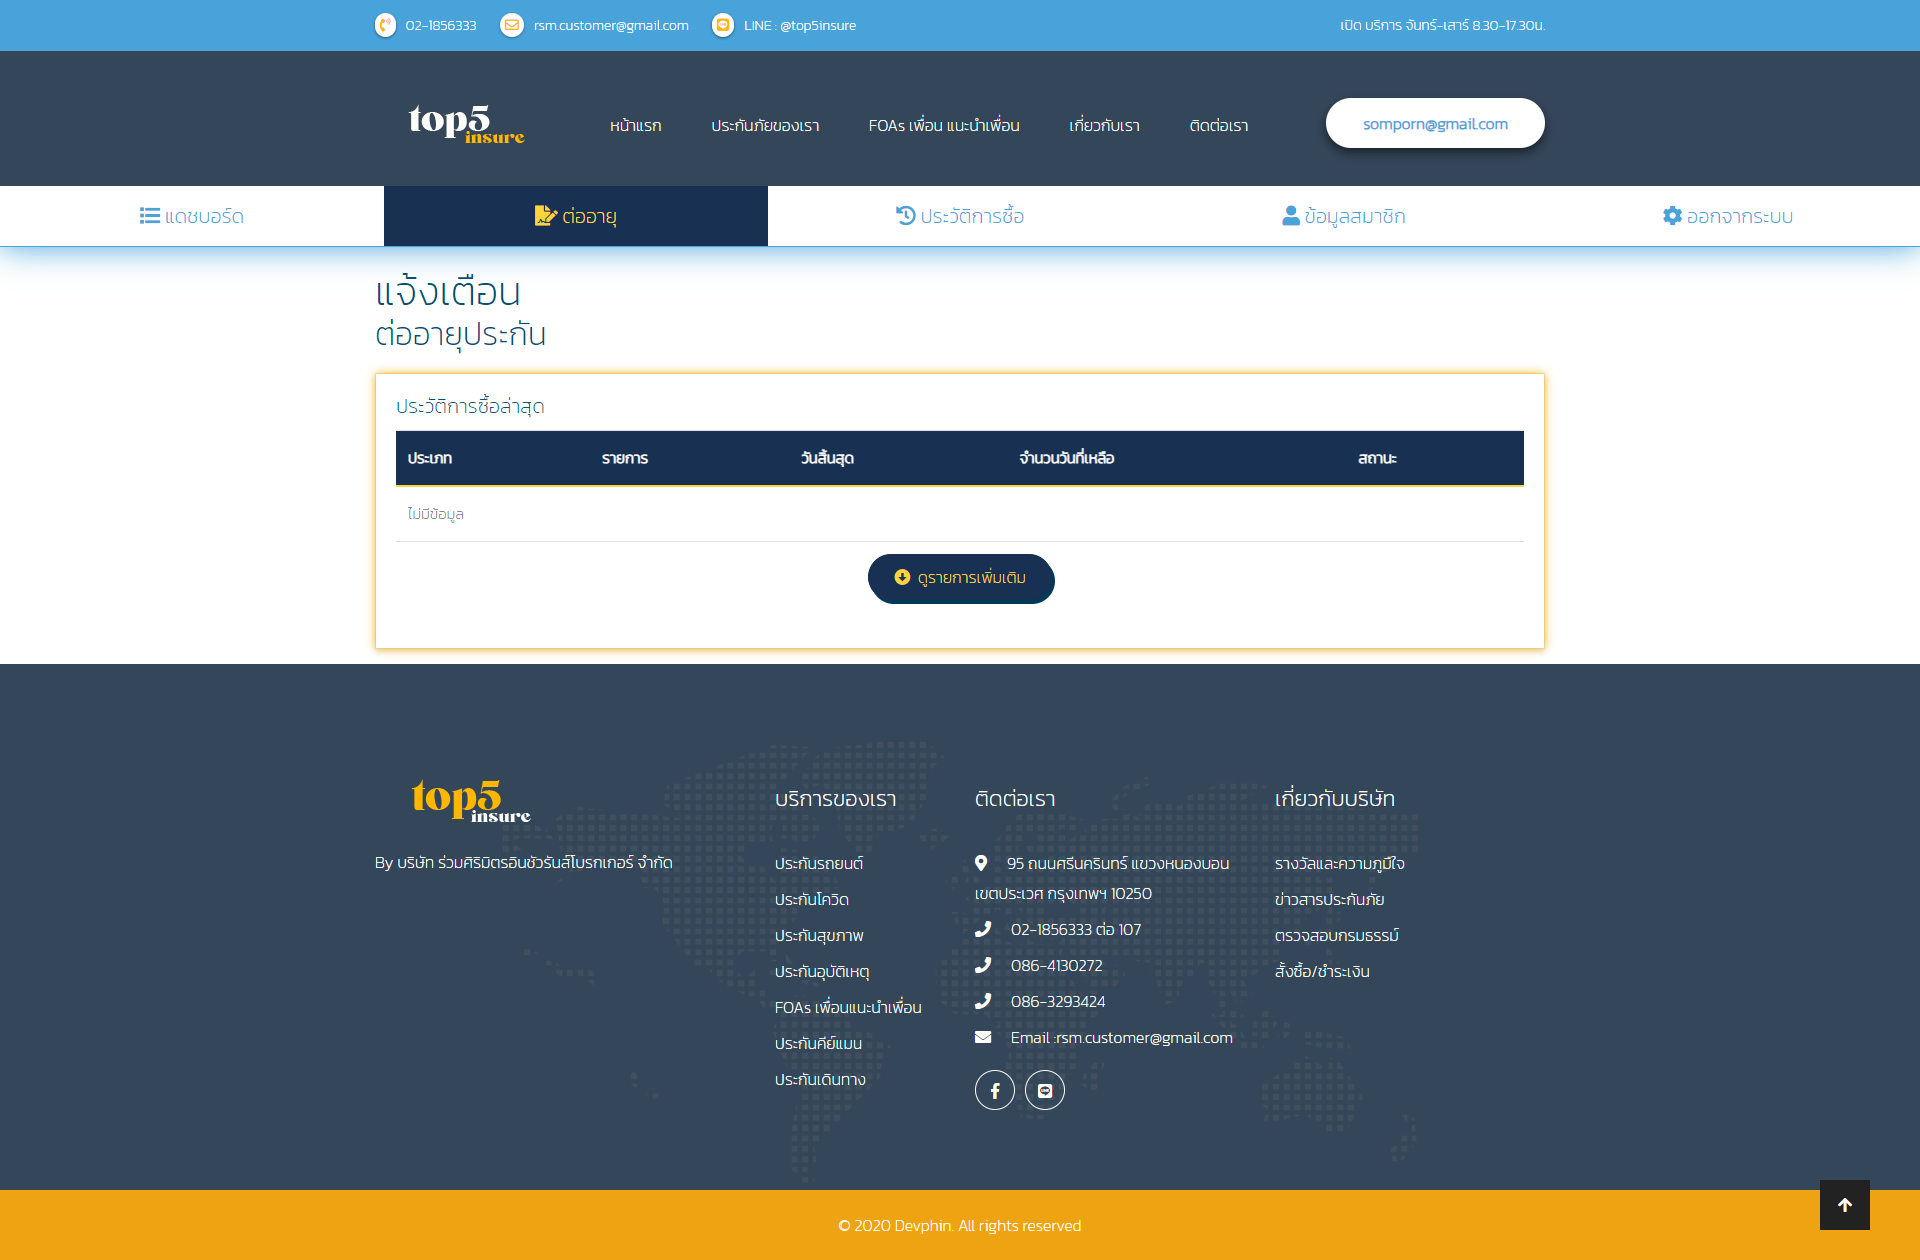 02-1856333 rsm.customer@gmail.com LINE : @top5insure เปิด บริการ จันทร์-เสาร์ 8.30-17.30น.
top5 insure
หน้าแรก ประกันภัยของเรา FOAs เพื่อน แนะนำเพื่อน เกี่ยวกับเรา ติดต่อเรา somporn@gmail.com
แดชบอร์ด ต่ออายุ ประวัติการซื้อ ข้อมูลสมาชิก ออกจากระบบ
แจ้งเตือน
ต่ออายุประกัน
ประวัติการซื้อล่าสุด
ประเภท รายการ วันสิ้นสุด จำนวนวันที่เหลือ สถานะ
ไม่มีข้อมูล
ดูรายการเพิ่มเติม
top5 insure
By บริษัท ร่วมศิริมิตรอินชัวรันส์โบรกเกอร์ จำกัด
บริการของเรา
ประกันรถยนต์
ประกันโควิด
ประกันสุขภาพ
ประกันอุบัติเหตุ
FOAs เพื่อนแนะนำเพื่อน
ประกันคีย์แมน
ประกันเดินทาง
ติดต่อเรา
95 ถนนศรีนครินทร์ แขวงหนองบอน
เขตประเวศ กรุงเทพฯ 10250
02-1856333 ต่อ 107
086-4130272
086-3293424
Email :rsm.customer@gmail.com
เกี่ยวกับบริษัท
รางวัลและความภูมืใจ
ข่าวสารประกันภัย
ตรวจสอบกรมธรรม์
สั่งซื้อ/ชำระเงิน
© 2020 Devphin. All rights reserved